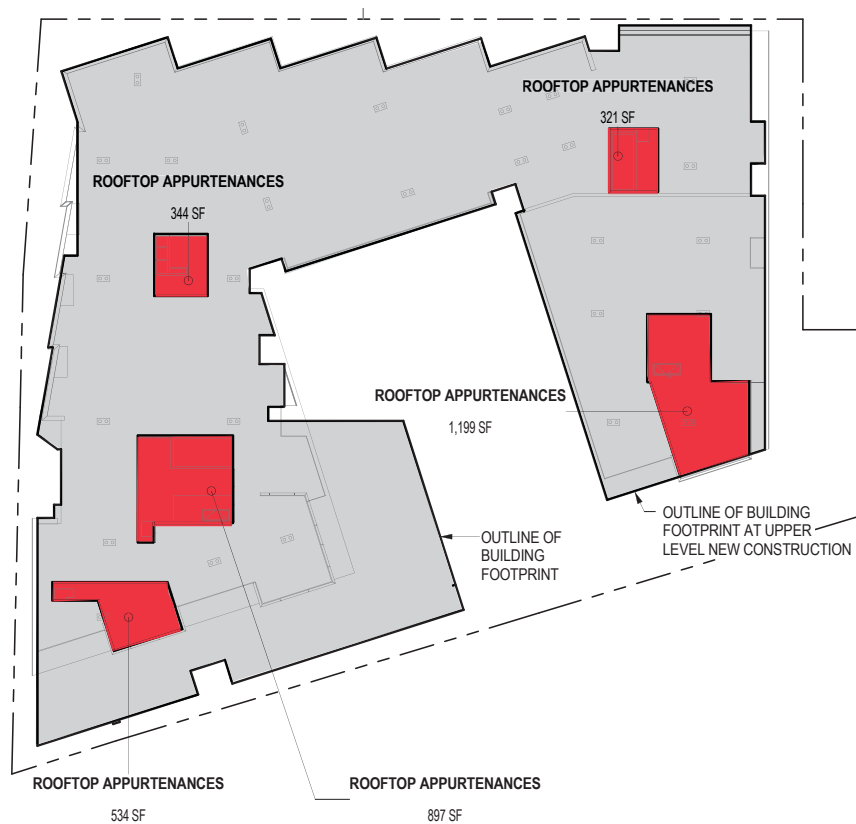 ROOFTOP APPURTENANCES
321 SF
ROOFTOP APPURTENANCES
344 SF
ROOFTOP APPURTENANCES
1,199 SF
OUTLINE OF BUILDING
FOOTPRINT AT UPPER
LEVEL NEW CONSTRUCTION
OUTLINE OF
BUILDING
FOOTPRINT
ROOFTOP APPURTENANCES
534 SF
ROOFTOP APPURTENANCES
897 SF